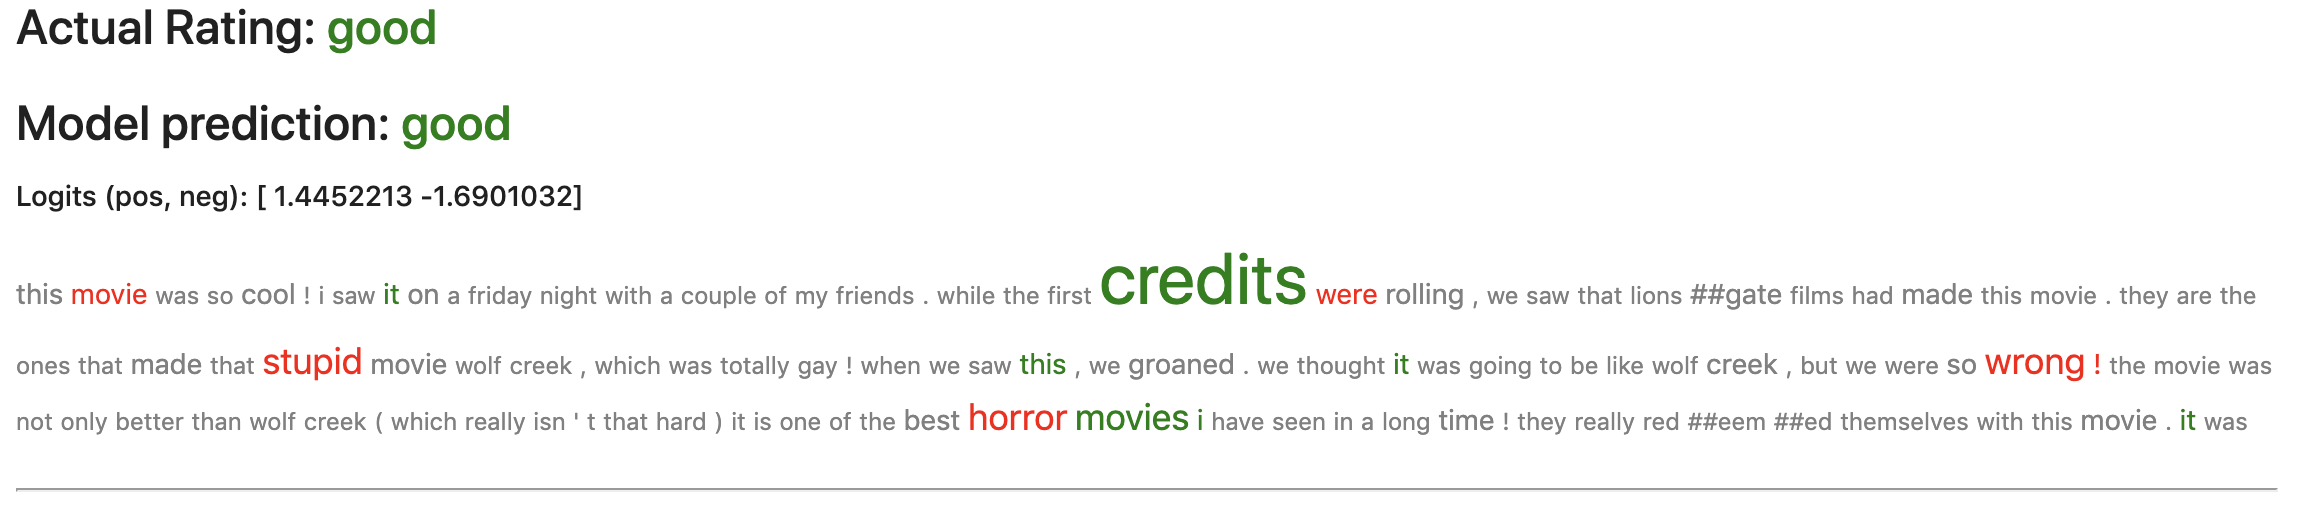 Actual Rating: good
Model prediction: good
Logits (pos, neg): [ 1.4452213 -1.6901032]
this movie was so cool ! i saw it on a friday night with a couple of my friends . while the first credits were rolling , we saw that lions ##gate films had made this movie . they are the
ones that made that stupid movie wolf creek , which was totally gay ! when we saw this , we groaned . we thought it was going to be like wolf creek , but we were so wrong ! the movie was
not only better than wolf creek ( which really isn ' t that hard ) it is one of the best horror movies i have seen in a long time ! they really red ##eem ##ed themselves with this movie . it was